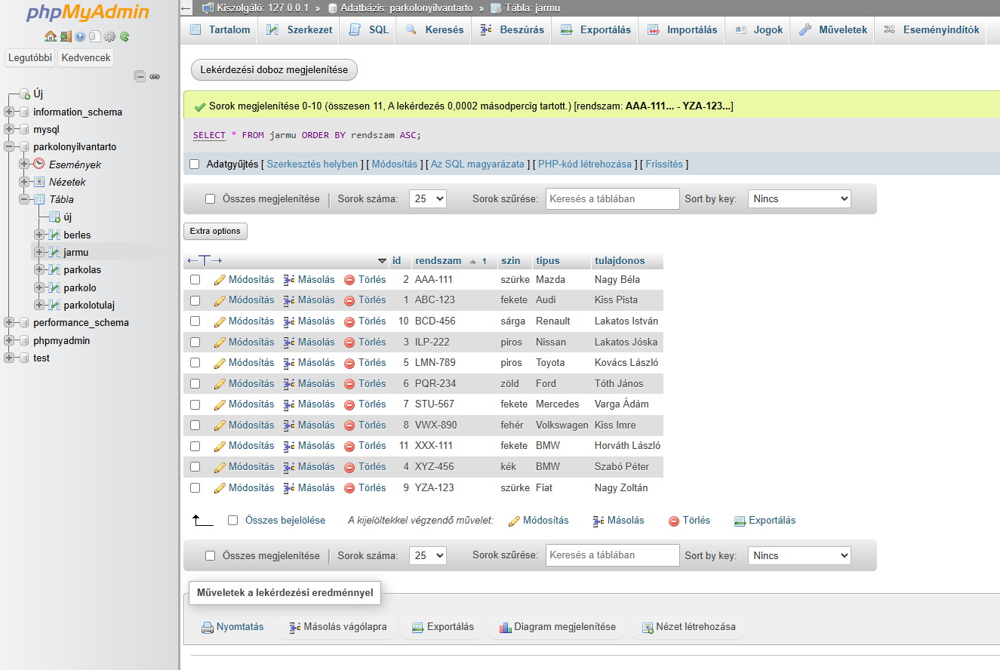 phpMyAdmin
Legutóbbi Kedvencek
Új
information_schema
mysql
parkolonyilvantarto
Események
Nézetek
Tábla
új
berles
jarmu
parkolas
parkolo
parkolotulaj
performance_schema
phpmyadmin
test
Kiszolgáló: 127.0.0.1 » Adatbázis: parkolonyilvantarto » Tábla: jarmu
Tartalom Szerkezet SQL Keresés Beszúrás Exportálás Importálás Jogok Műveletek Eseményindítók
Lekérdezési doboz megjelenítése
Sorok megjelenítése 0-10 (összesen 11, A lekérdezés 0,0002 másodpercig tartott.) [rendszam: AAA-111... - YZA-123...]
SELECT * FROM jarmu ORDER BY rendszam ASC;
Adatgyűjtés [ Szerkesztés helyben ] [ Módosítás ] [ Az SQL magyarázata ] [ PHP-kód létrehozása ] [ Frissítés ]
Összes megjelenítése | Sorok száma: 25 Sorok szűrése: Keresés a táblában Sort by key: Nincs
Extra options
←T→ id rendszam 1 szin tipus tulajdonos
Módosítás Másolás Törlés 2 AAA-111 szürke Mazda Nagy Béla
Módosítás Másolás Törlés 1 ABC-123 fekete Audi Kiss Pista
Módosítás Másolás Törlés 10 BCD-456 sárga Renault Lakatos István
Módosítás Másolás Törlés 3 ILP-222 piros Nissan Lakatos Jóska
Módosítás Másolás Törlés 5 LMN-789 piros Toyota Kovács László
Módosítás Másolás Törlés 6 PQR-234 zöld Ford Tóth János
Módosítás Másolás Törlés 7 STU-567 fekete Mercedes Varga Ádám
Módosítás Másolás Törlés 8 VWX-890 fehér Volkswagen Kiss Imre
Módosítás Másolás Törlés 11 XXX-111 fekete BMW Horváth László
Módosítás Másolás Törlés 4 XYZ-456 kék BMW Szabó Péter
Módosítás Másolás Törlés 9 YZA-123 szürke Fiat Nagy Zoltán
Összes bejelölése A kijelöltekkel végzendő művelet: Módosítás Másolás Törlés Exportálás
Összes megjelenítése | Sorok száma: 25 Sorok szűrése: Keresés a táblában Sort by key: Nincs
Műveletek a lekérdezési eredménnyel
Nyomtatás Másolás vágólapra Exportálás Diagram megjelenítése Nézet létrehozása